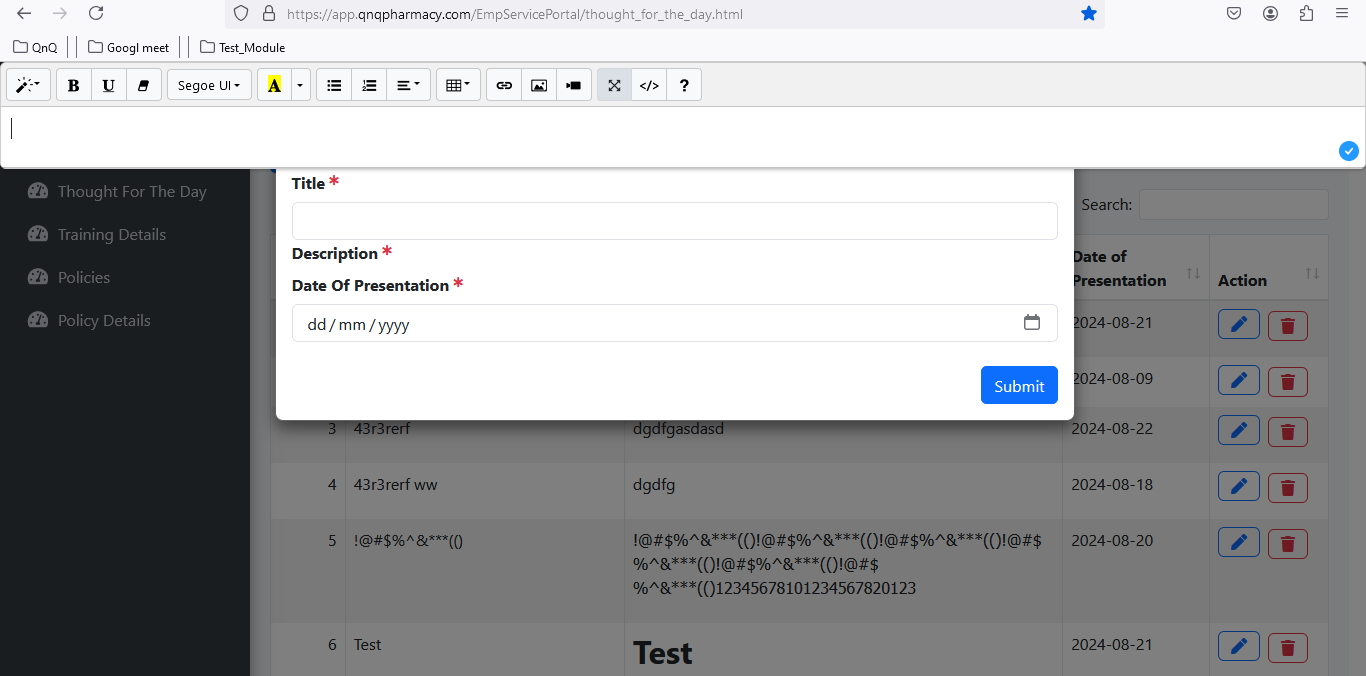 https://app.qnqpharmacy.com/EmpServicePortal/thought_for_the_day.html
QnQ
Googl meet
Test_Module
B U Segoe UI A </> ?
Thought For The Day
Training Details
Policies
Policy Details
Title *
Description *
Date Of Presentation *
dd / mm / yyyy
Submit
Search:
Date of
Presentation
Action
2024-08-21
2024-08-09
3 43r3rerf dgdfgasdasd 2024-08-22
4 43r3rerf ww dgdfg 2024-08-18
5 !@#$%^&***(() !@#$%^&***(()!@#$%^&***(()!@#$%^&***(()!@#$ 2024-08-20
%^&***(()!@#$%^&***(()!@#$
%^&***(()12345678101234567820123
6 Test Test 2024-08-21